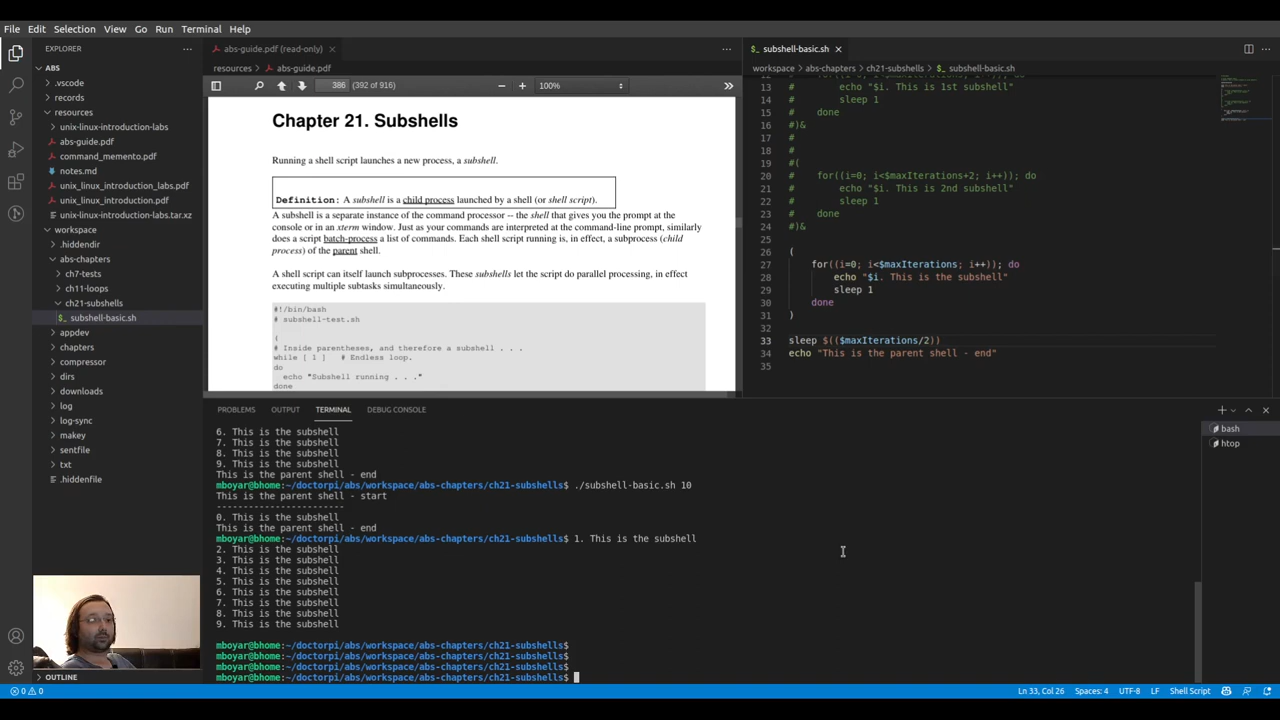 File Edit Selection View Go Run Terminal Help
EXPLORER
ABS
.vscode
records
resources
unix-linux-introduction-labs
abs-guide.pdf
command_memento.pdf
notes.md
unix_linux_introduction_labs.pdf
unix_linux_introduction.pdf
unix-linux-introduction-labs.tar.xz
workspace
.hiddendir
abs-chapters
ch7-tests
ch11-loops
ch21-subshells
subshell-basic.sh
appdev
chapters
compressor
dirs
downloads
log
log-sync
makey
sentfile
txt
.hiddenfile
OUTLINE
abs-guide.pdf (read-only)
resources > abs-guide.pdf
386 (392 of 916) 100%
Chapter 21. Subshells
Running a shell script launches a new process, a subshell.
Definition: A subshell is a child process launched by a shell (or shell script).
A subshell is a separate instance of the command processor -- the shell that gives you the prompt at the
console or in an xterm window. Just as your commands are interpreted at the command-line prompt, similarly
does a script batch-process a list of commands. Each shell script running is, in effect, a subprocess (child
process) of the parent shell.
A shell script can itself launch subprocesses. These subshells let the script do parallel processing, in effect
executing multiple subtasks simultaneously.
#!/bin/bash
# subshell-test.sh
(
# Inside parentheses, and therefore a subshell . . .
while [ 1 ]   # Endless loop.
do
  echo "Subshell running . . ."
done
subshell-basic.sh
workspace > abs-chapters > ch21-subshells > subshell-basic.sh
12 #    for((i=0; i<$maxIterations; i++)); do
13 #        echo "$i. This is 1st subshell"
14 #        sleep 1
15 #    done
16 #)&
17 #
18 #
19 #(
20 #    for((i=0; i<$maxIterations+2; i++)); do
21 #        echo "$i. This is 2nd subshell"
22 #        sleep 1
23 #    done
24 #)&
25
26 (
27     for((i=0; i<$maxIterations; i++)); do
28         echo "$i. This is the subshell"
29         sleep 1
30     done
31 )
32
33 sleep $(($maxIterations/2))
34 echo "This is the parent shell - end"
35
PROBLEMS OUTPUT TERMINAL DEBUG CONSOLE
bash
htop
6. This is the subshell
7. This is the subshell
8. This is the subshell
9. This is the subshell
This is the parent shell - end
mboyar@bhome:~/doctorpi/abs/workspace/abs-chapters/ch21-subshells$ ./subshell-basic.sh 10
This is the parent shell - start
------------------------
0. This is the subshell
This is the parent shell - end
mboyar@bhome:~/doctorpi/abs/workspace/abs-chapters/ch21-subshells$ 1. This is the subshell
2. This is the subshell
3. This is the subshell
4. This is the subshell
5. This is the subshell
6. This is the subshell
7. This is the subshell
8. This is the subshell
9. This is the subshell
mboyar@bhome:~/doctorpi/abs/workspace/abs-chapters/ch21-subshells$
mboyar@bhome:~/doctorpi/abs/workspace/abs-chapters/ch21-subshells$
mboyar@bhome:~/doctorpi/abs/workspace/abs-chapters/ch21-subshells$
mboyar@bhome:~/doctorpi/abs/workspace/abs-chapters/ch21-subshells$
0 0 Ln 33, Col 26 Spaces: 4 UTF-8 LF Shell Script